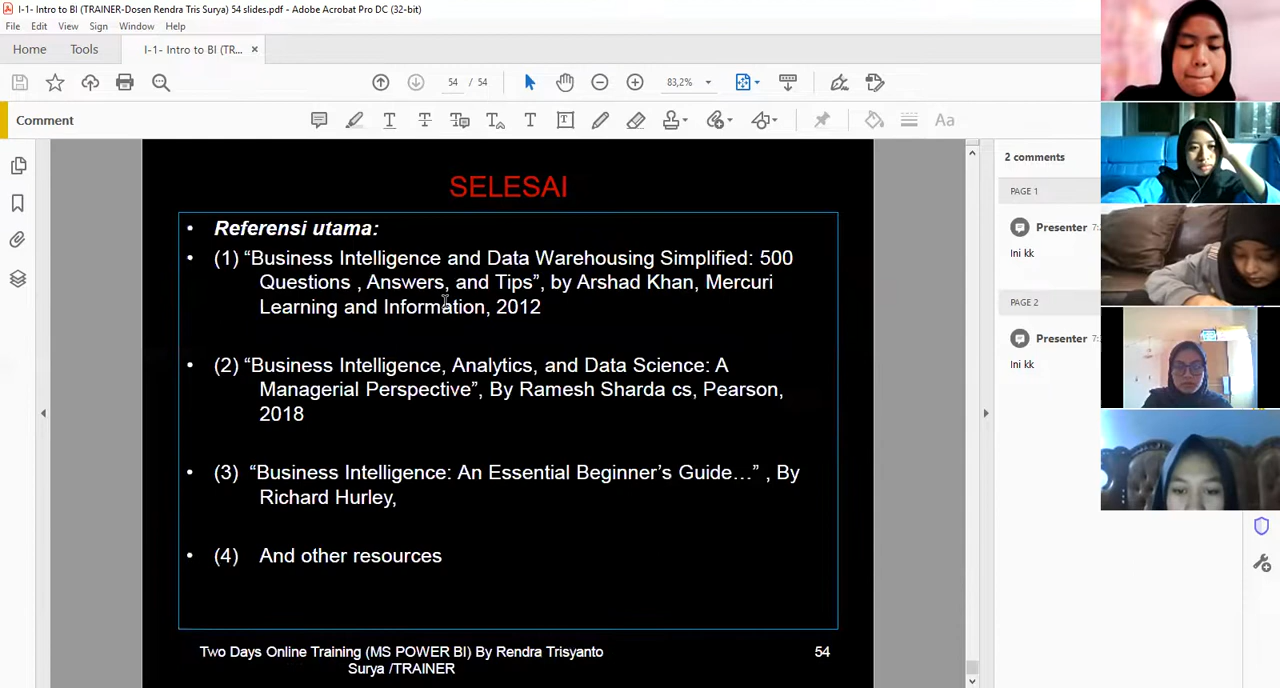 I-1- Intro to BI (TRAINER-Dosen Rendra Tris Surya) 54 slides.pdf - Adobe Acrobat Pro DC (32-bit)
File Edit View Sign Window Help
Home Tools I-1- Intro to BI (TR... ×
54 / 54 83,2%
Comment
Aa
SELESAI
• Referensi utama:
• (1) “Business Intelligence and Data Warehousing Simplified: 500
Questions , Answers, and Tips”, by Arshad Khan, Mercuri
Learning and Information, 2012
• (2) “Business Intelligence, Analytics, and Data Science: A
Managerial Perspective”, By Ramesh Sharda cs, Pearson,
2018
• (3) “Business Intelligence: An Essential Beginner’s Guide…” , By
Richard Hurley,
• (4) And other resources
Two Days Online Training (MS POWER BI) By Rendra Trisyanto
Surya /TRAINER
54
2 comments
PAGE 1
Presenter
Ini kk
PAGE 2
Presenter
Ini kk